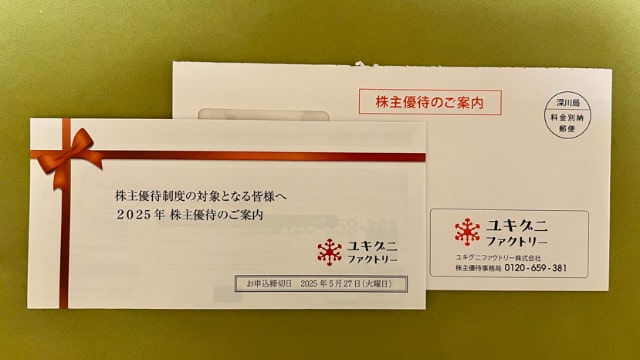 株主優待のご案内
深川局
料金別納
郵便
ユキグニ
ファクトリー
ユキグニファクトリー株式会社
株主優待事務局 0120-659-381
株主優待制度の対象となる皆様へ
2025年 株主優待のご案内
ユキグニ
ファクトリー
お申込締切日 2025年5月27日(火曜日)